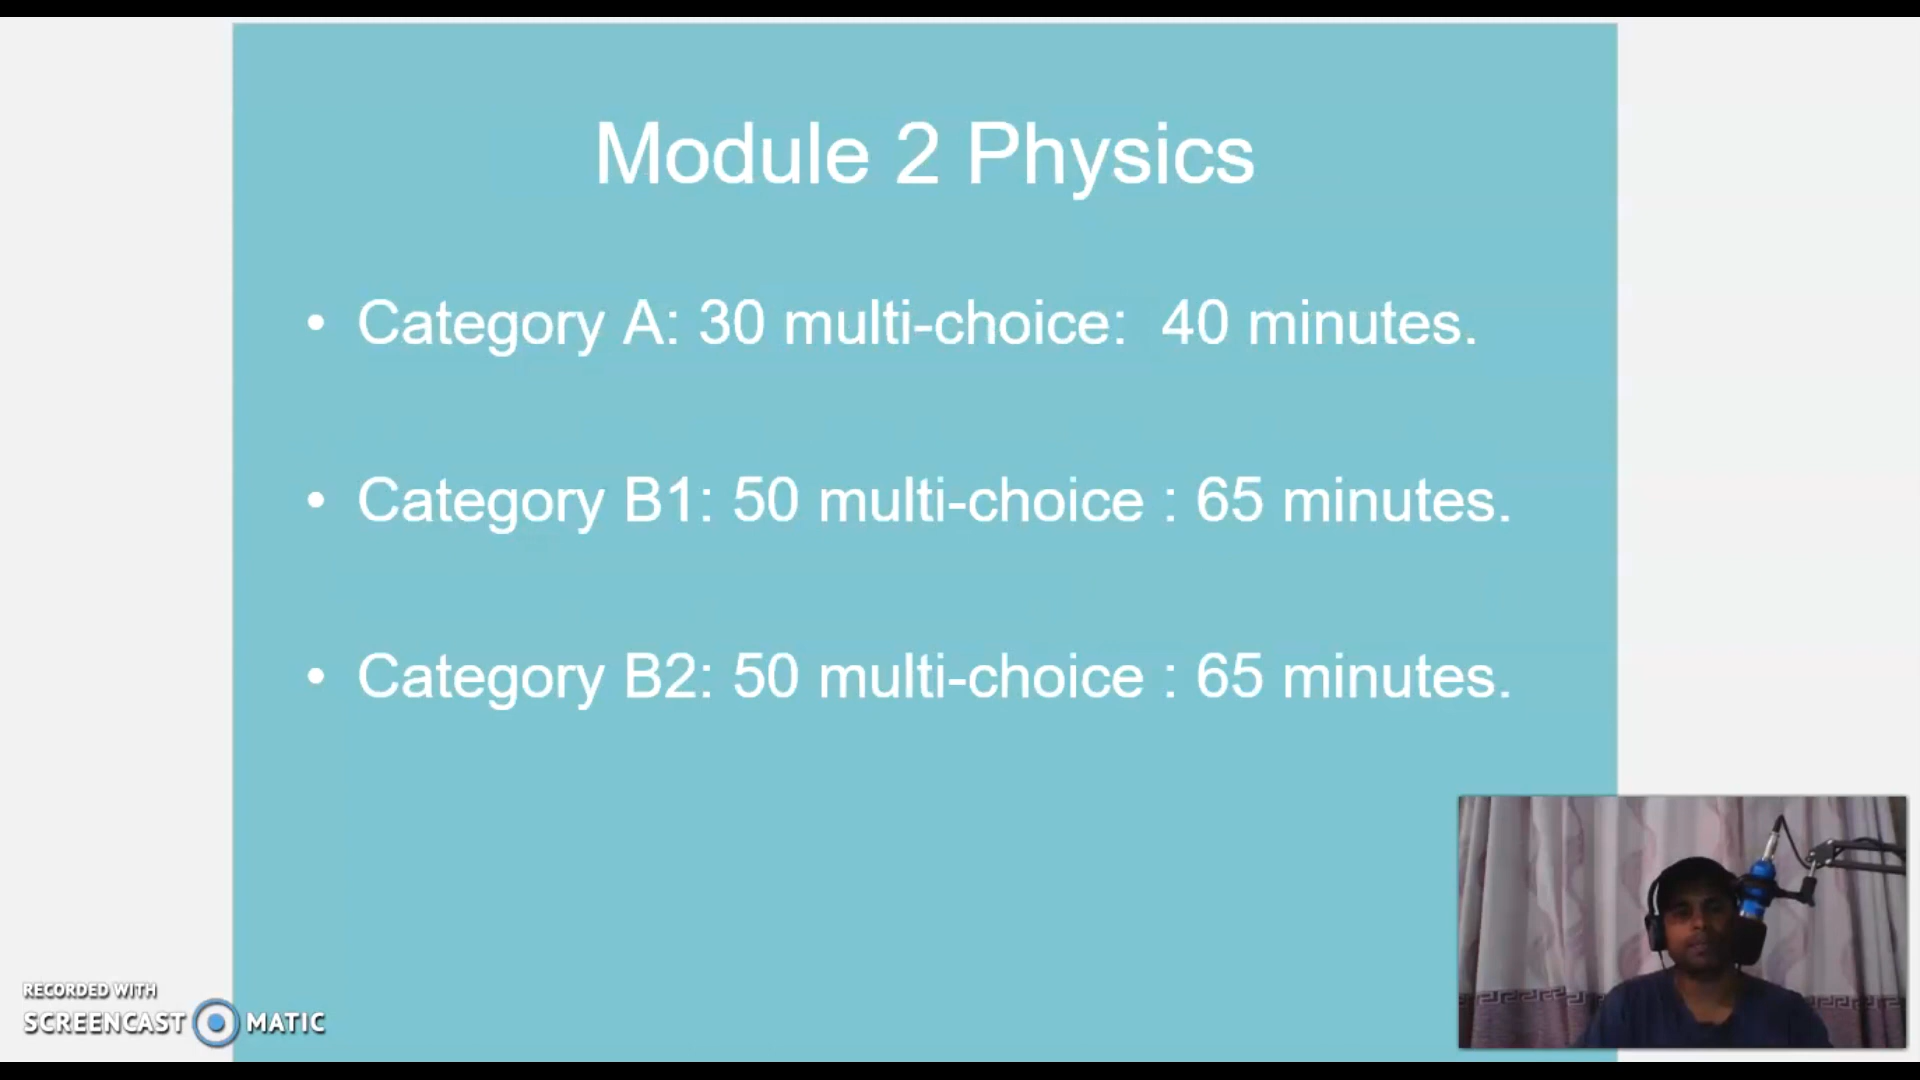 Module 2 Physics
• Category A: 30 multi-choice: 40 minutes.
• Category B1: 50 multi-choice : 65 minutes.
• Category B2: 50 multi-choice : 65 minutes.
RECORDED WITH
SCREENCAST MATIC